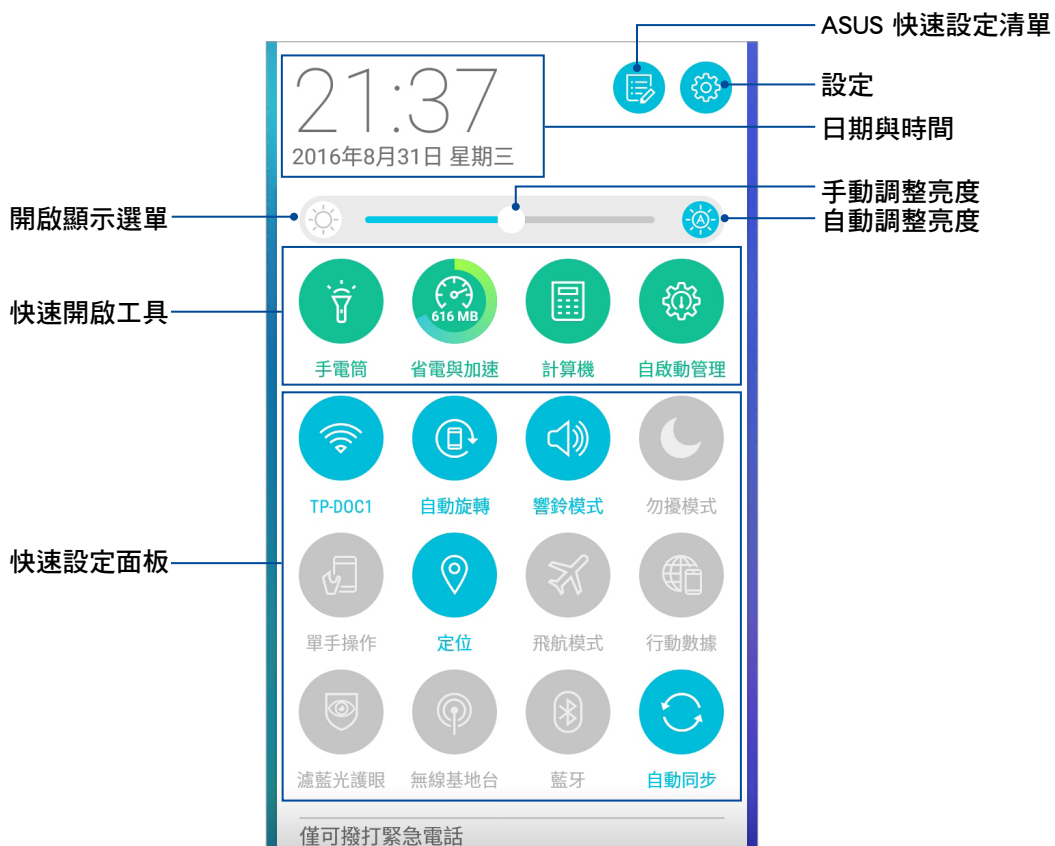 ASUS 快速設定清單
設定
21:37
日期與時間
2016年8月31日 星期三
手動調整亮度
開啟顯示選單
自動調整亮度
快速開啟工具
616 MB
手電筒 省電與加速 計算機 自啟動管理
TP-DOC1 自動旋轉 響鈴模式 勿擾模式
快速設定面板
單手操作 定位 飛航模式 行動數據
濾藍光護眼 無線基地台 藍牙 自動同步
僅可撥打緊急電話